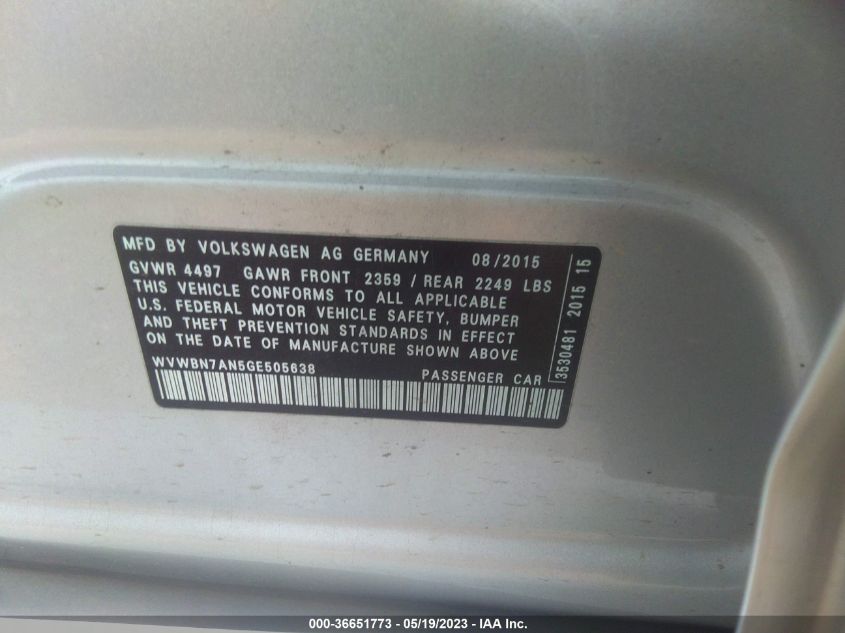 MFD BY VOLKSWAGEN AG GERMANY 08/2015
GVWR 4497 GAWR FRONT 2359 / REAR 2249 LBS
THIS VEHICLE CONFORMS TO ALL APPLICABLE
U.S. FEDERAL MOTOR VEHICLE SAFETY, BUMPER
AND THEFT PREVENTION STANDARDS IN EFFECT
ON THE DATE OF MANUFACTURE SHOWN ABOVE
WVWBN7AN5GE505638
PASSENGER CAR
3530481 2015 15
000-36651773 - 05/19/2023 - IAA Inc.